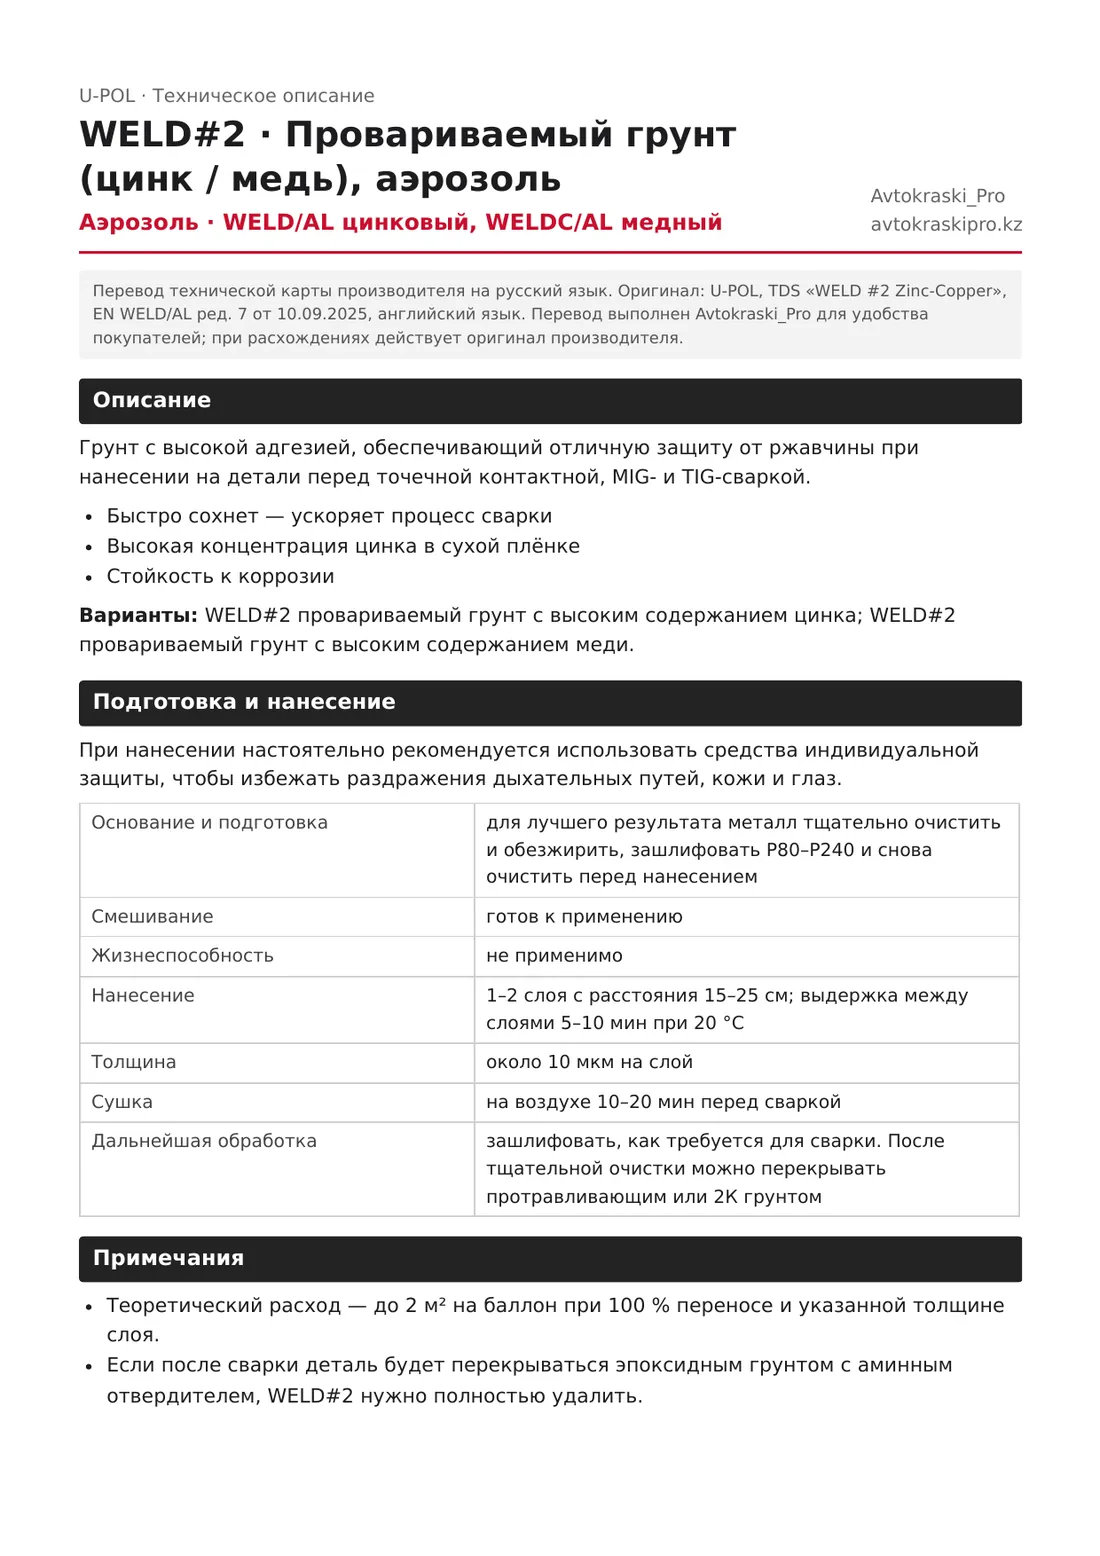 U-POL · Техническое описание
WELD#2 · Провариваемый грунт
(цинк / медь), аэрозоль
Аэрозоль · WELD/AL цинковый, WELDC/AL медный
Avtokraski_Pro
avtokraskipro.kz
Перевод технической карты производителя на русский язык. Оригинал: U-POL, TDS «WELD #2 Zinc-Copper»,
EN WELD/AL ред. 7 от 10.09.2025, английский язык. Перевод выполнен Avtokraski_Pro для удобства
покупателей; при расхождениях действует оригинал производителя.
Описание
Грунт с высокой адгезией, обеспечивающий отличную защиту от ржавчины при
нанесении на детали перед точечной контактной, MIG- и TIG-сваркой.
• Быстро сохнет — ускоряет процесс сварки
• Высокая концентрация цинка в сухой плёнке
• Стойкость к коррозии
Варианты: WELD#2 провариваемый грунт с высоким содержанием цинка; WELD#2
провариваемый грунт с высоким содержанием меди.
Подготовка и нанесение
При нанесении настоятельно рекомендуется использовать средства индивидуальной
защиты, чтобы избежать раздражения дыхательных путей, кожи и глаз.
Основание и подготовка
для лучшего результата металл тщательно очистить
и обезжирить, зашлифовать P80–P240 и снова
очистить перед нанесением
Смешивание
готов к применению
Жизнеспособность
не применимо
Нанесение
1–2 слоя с расстояния 15–25 см; выдержка между
слоями 5–10 мин при 20 °C
Толщина
около 10 мкм на слой
Сушка
на воздухе 10–20 мин перед сваркой
Дальнейшая обработка
зашлифовать, как требуется для сварки. После
тщательной очистки можно перекрывать
протравливающим или 2К грунтом
Примечания
• Теоретический расход — до 2 м² на баллон при 100 % переносе и указанной толщине
слоя.
• Если после сварки деталь будет перекрываться эпоксидным грунтом с аминным
отвердителем, WELD#2 нужно полностью удалить.